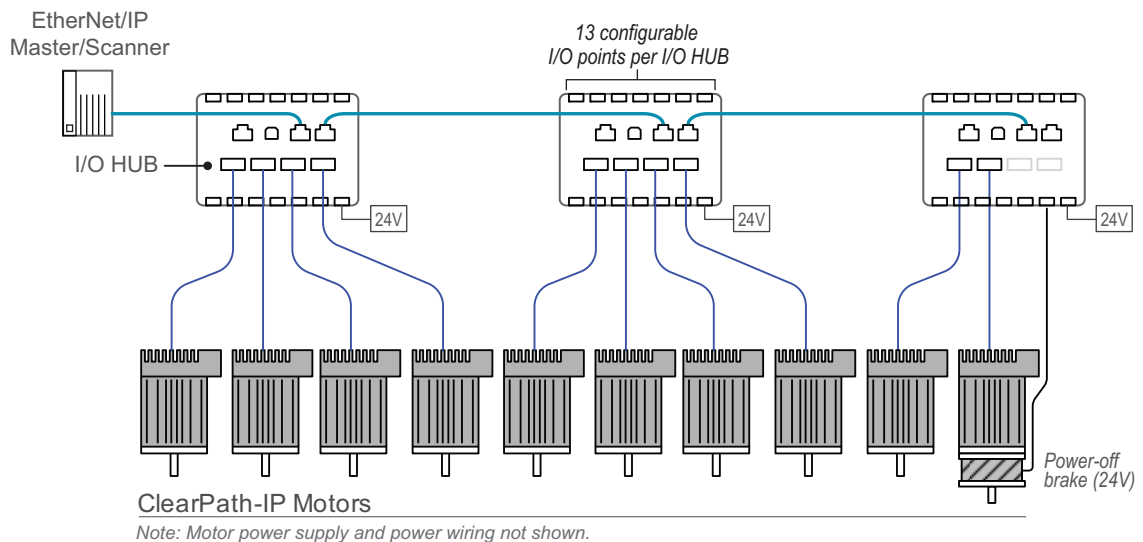 EtherNet/IP
Master/Scanner
13 configurable
I/O points per I/O HUB
I/O HUB
24V
24V
24V
Power-off
brake (24V)
ClearPath-IP Motors
Note: Motor power supply and power wiring not shown.